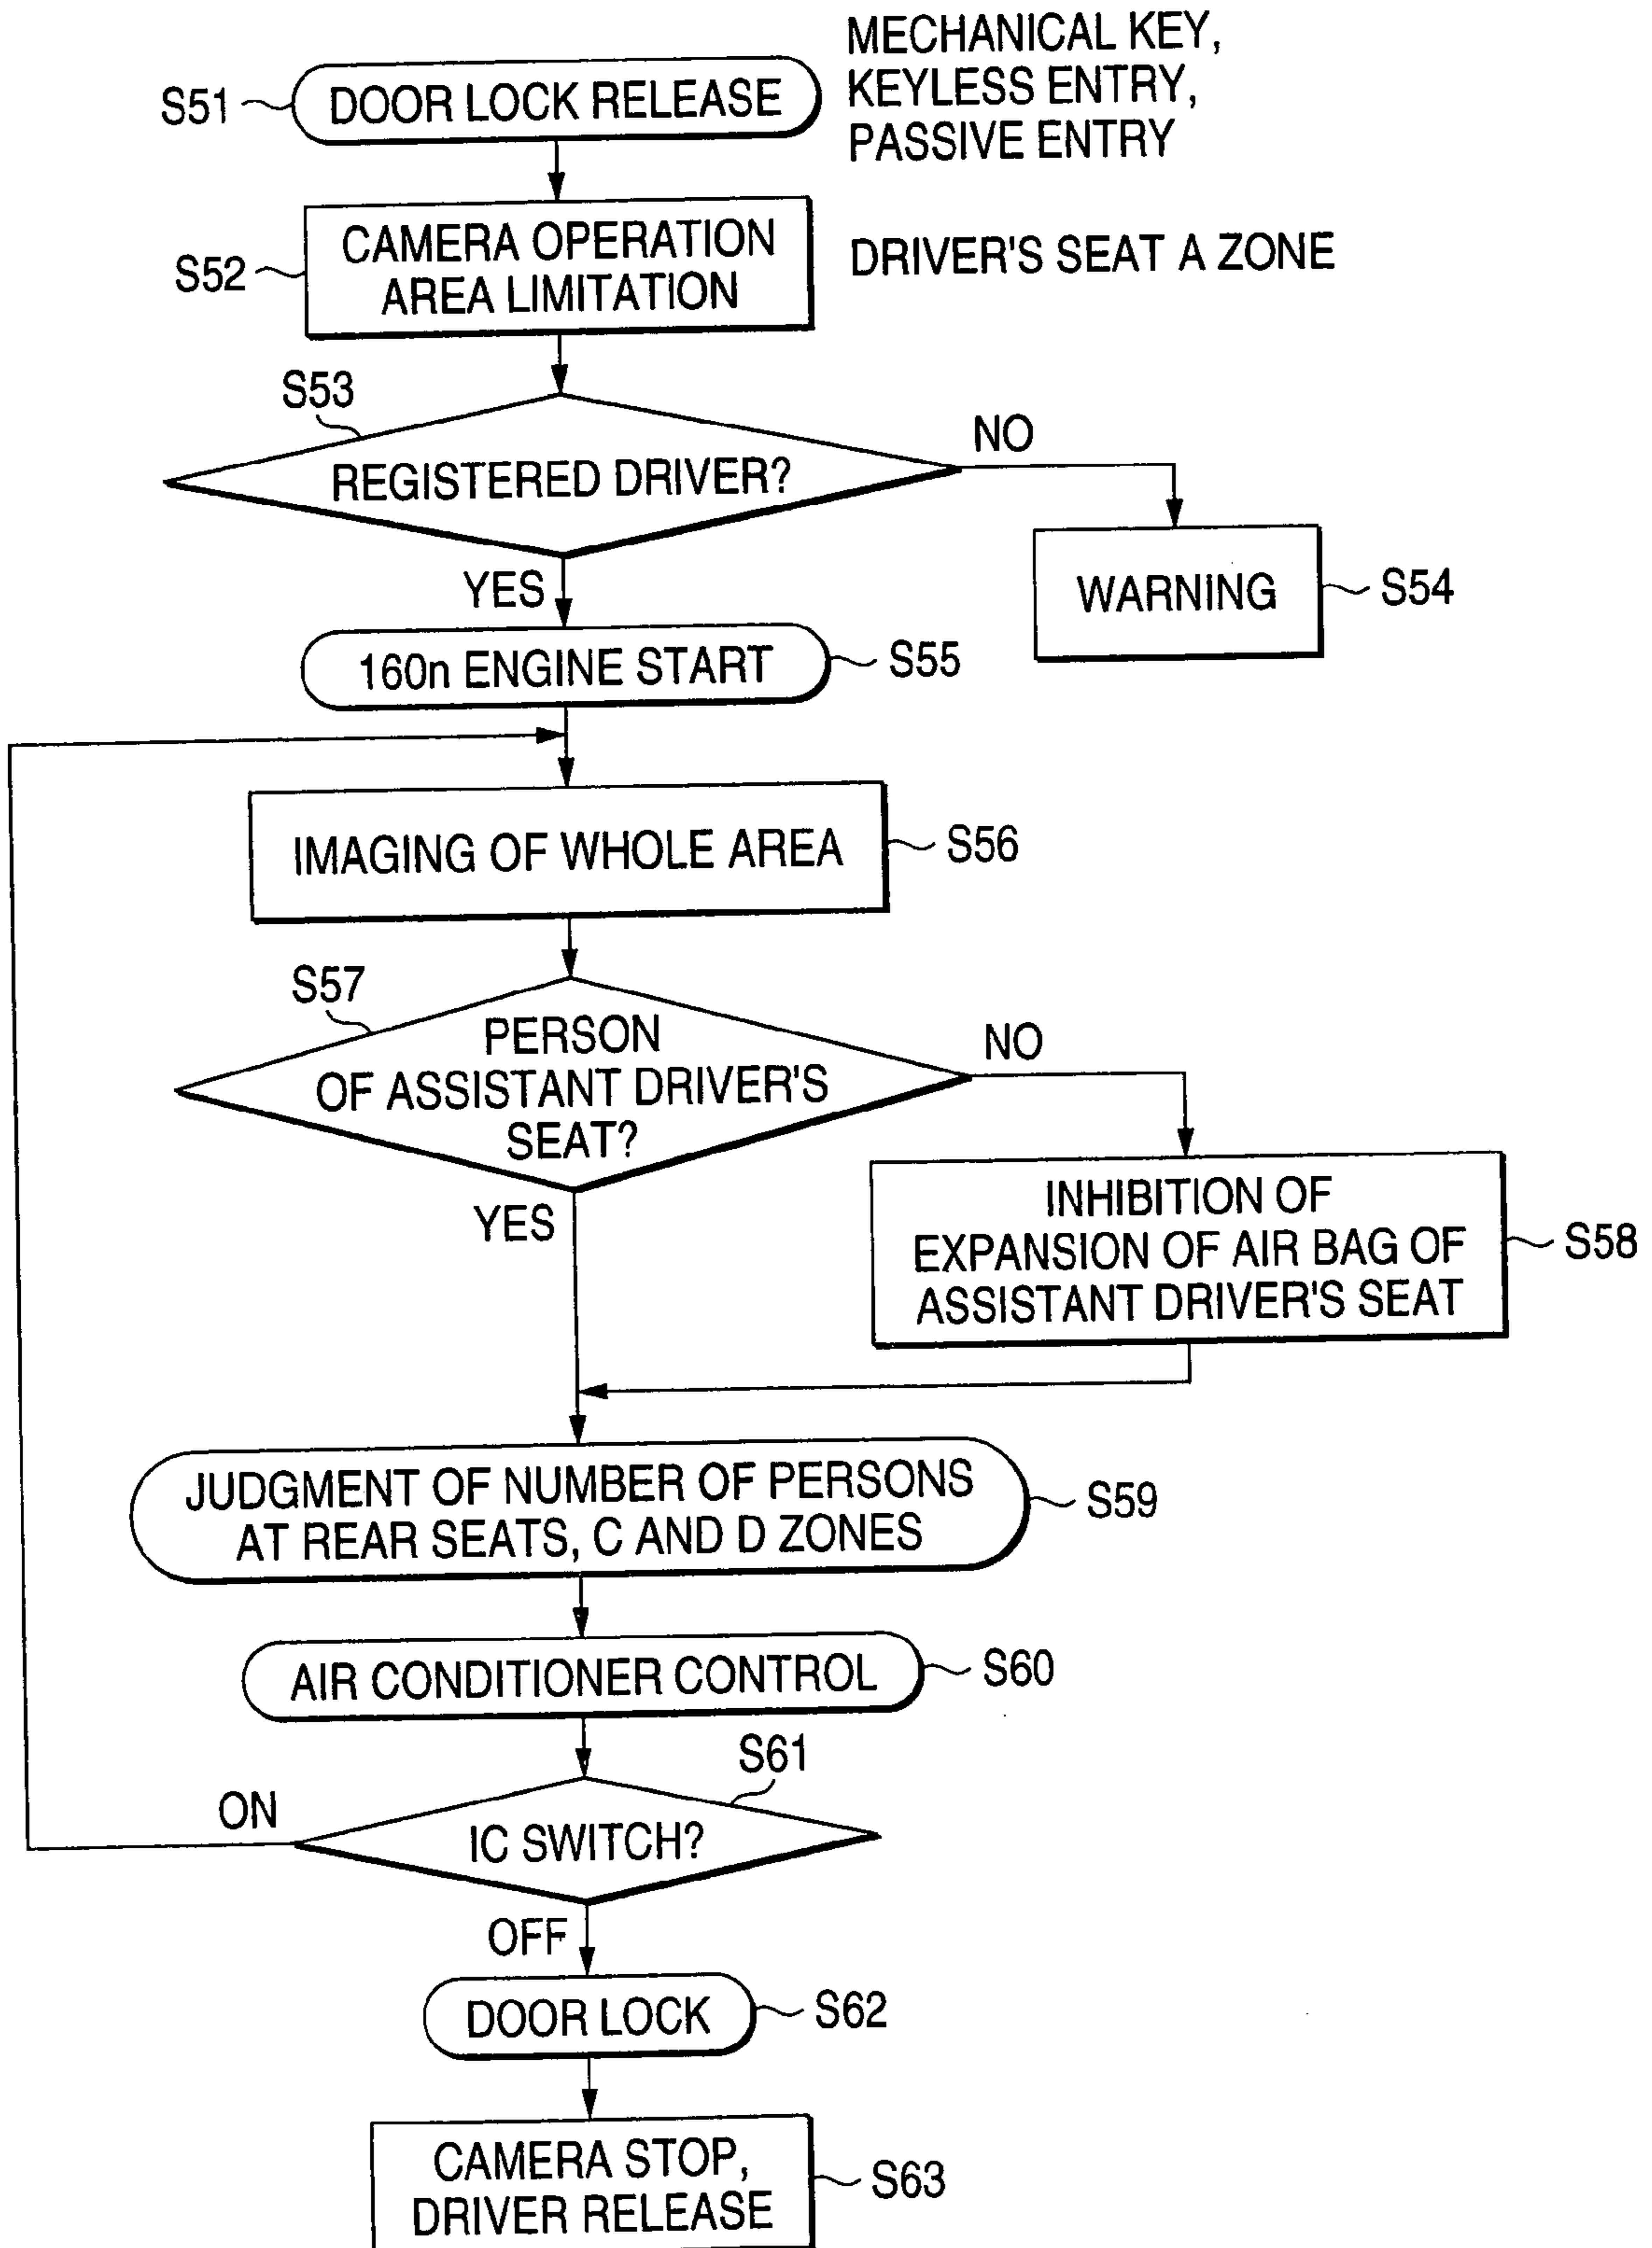 MECHANICAL KEY,
KEYLESS ENTRY,
PASSIVE ENTRY
S51
DOOR LOCK RELEASE
S52
CAMERA OPERATION
AREA LIMITATION
DRIVER'S SEAT A ZONE
S53
REGISTERED DRIVER?
NO
YES
WARNING
S54
160n ENGINE START
S55
IMAGING OF WHOLE AREA
S56
S57
PERSON
OF ASSISTANT DRIVER'S
SEAT?
NO
YES
INHIBITION OF
EXPANSION OF AIR BAG OF
ASSISTANT DRIVER'S SEAT
S58
JUDGMENT OF NUMBER OF PERSONS
AT REAR SEATS, C AND D ZONES
S59
AIR CONDITIONER CONTROL
S60
S61
ON
IC SWITCH?
OFF
DOOR LOCK
S62
CAMERA STOP,
DRIVER RELEASE
S63